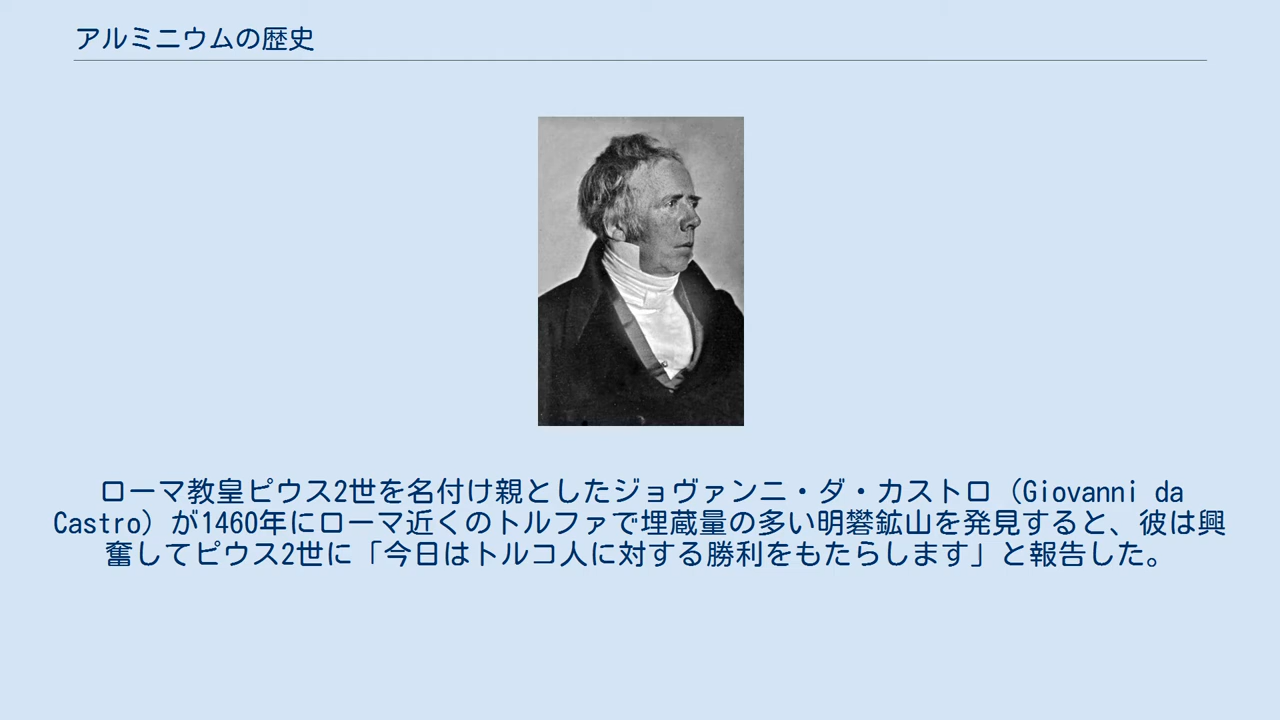 アルミニウムの歴史
ローマ教皇ピウス2世を名付け親としたジョヴァンニ・ダ・カストロ（Giovanni da
Castro）が1460年にローマ近くのトルファで埋蔵量の多い明礬鉱山を発見すると、彼は興
奮してピウス2世に「今日はトルコ人に対する勝利をもたらします」と報告した。